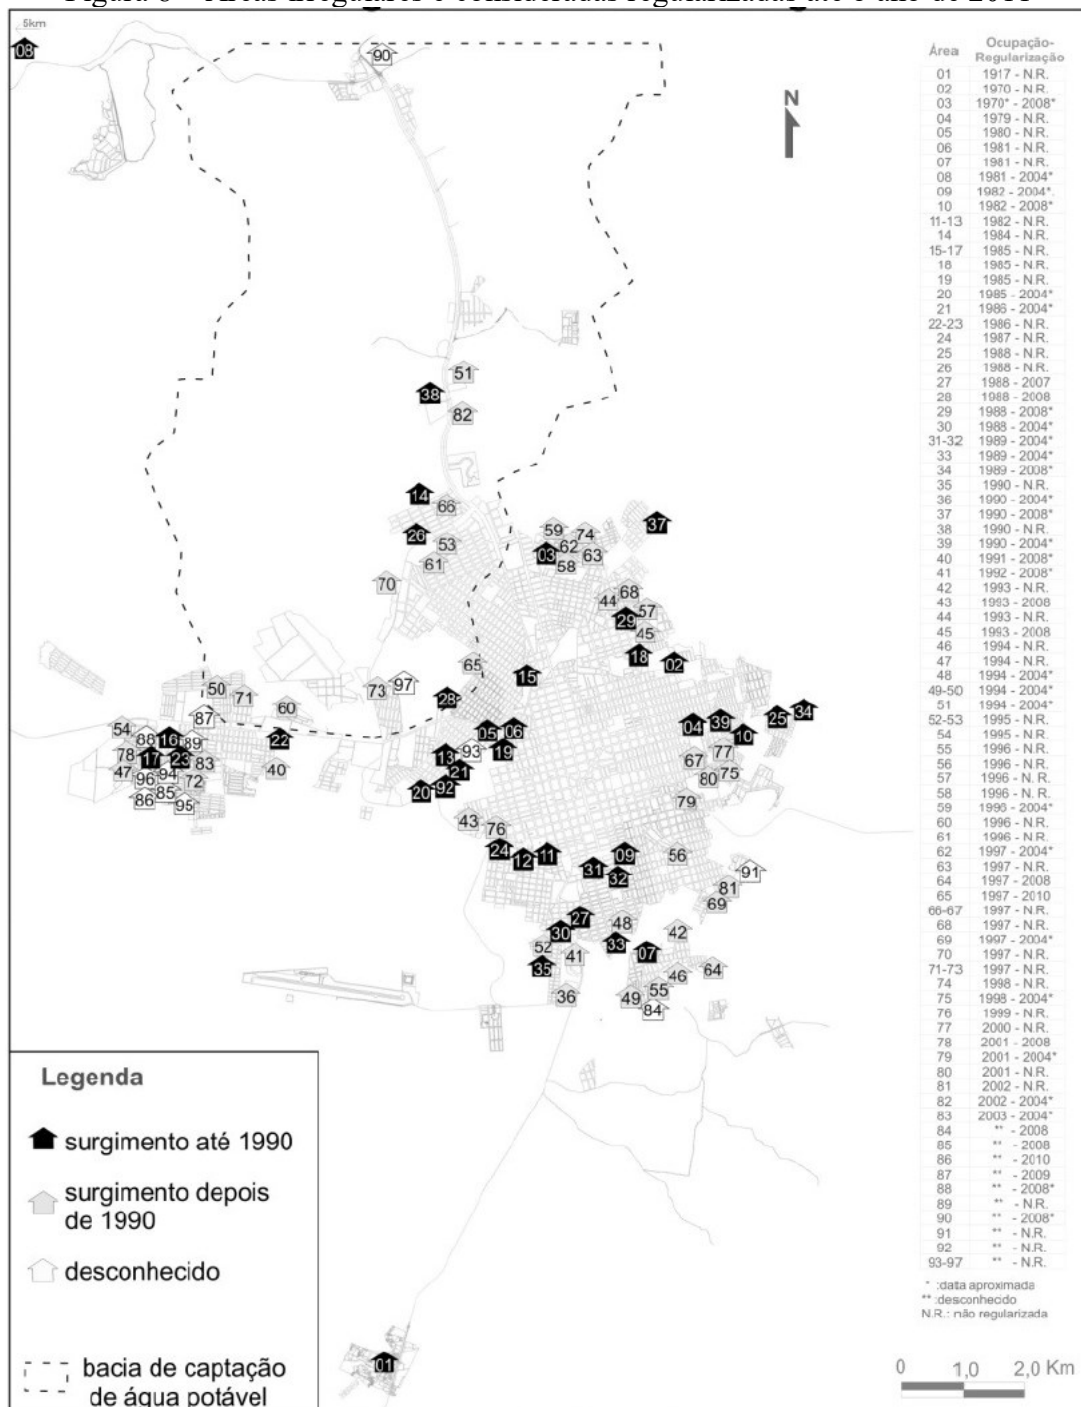 Figura – Áreas irregulares e consideradas regularizadas até o ano de 2011
5km
08
90
N
51
38
82
14
66
37
26
53
59
74
62
03
63
58
61
70
68
44
57
29
45
18
02
65
15
97
73
28
50
71
60
87
54
88
16
89
22
78
17
23
83
47
96
94
72
40
86
85
95
05
06
19
93
13
21
20
92
34
25
39
04
10
77
67
75
80
79
43
76
24
12
11
09
31
32
56
91
81
69
27
30
48
52
33
42
07
35
41
46
64
36
49
55
84
01
Área Ocupação-
Regularização
01 1917 - N.R.
02 1970 - N.R.
03 1970* - 2008*
04 1979 - N.R.
05 1980 - N.R.
06 1981 - N.R.
07 1981 - N.R.
08 1981 - 2004*
09 1982 - 2004*.
10 1982 - 2008*
11-13 1982 - N.R.
14 1984 - N.R.
15-17 1985 - N.R.
18 1985 - N.R.
19 1985 - N.R.
20 1985 - 2004*
21 1986 - 2004*
22-23 1986 - N.R.
24 1987 - N.R.
25 1988 - N.R.
26 1988 - N.R.
27 1988 - 2007
28 1988 - 2008
29 1988 - 2008*
30 1988 - 2004*
31-32 1989 - 2004*
33 1989 - 2004*
34 1989 - 2008*
35 1990 - N.R.
36 1990 - 2004*
37 1990 - 2008*
38 1990 - N.R.
39 1990 - 2004*
40 1991 - 2008*
41 1992 - 2008*
42 1993 - N.R.
43 1993 - 2008
44 1993 - N.R.
45 1993 - 2008
46 1994 - N.R.
47 1994 - N.R.
48 1994 - 2004*
49-50 1994 - 2004*
51 1994 - 2004*
52-53 1995 - N.R.
54 1995 - N.R.
55 1996 - N.R.
56 1996 - N.R.
57 1996 - N. R.
58 1996 - N.R.
59 1996 - 2004*
60 1996 - N.R.
61 1996 - N.R.
62 1997 - 2004*
63 1997 - N.R.
64 1997 - 2008
65 1997 - 2010
66-67 1997 - N.R.
68 1997 - N.R.
69 1997 - 2004*
70 1997 - N.R.
71-73 1997 - N.R.
74 1998 - N.R.
75 1998 - 2004*
76 1999 - N.R.
77 2000 - N.R.
78 2001 - 2008
79 2001 - 2004*
80 2001 - N.R.
81 2002 - N.R.
82 2002 - 2004*
83 2003 - 2004*
84 ** - 2008
85 ** - 2008
86 ** - 2010
87 ** - 2009
88 ** - 2008*
89 ** - N.R.
90 ** - 2008*
91 ** - N.R.
92 ** - N.R.
93-97 ** - N.R.
* :data aproximada
** :desconhecido
N.R.: não regularizada
Legenda
surgimento até 1990
surgimento depois
de 1990
desconhecido
bacia de captação
de água potável
0 1,0 2,0 Km